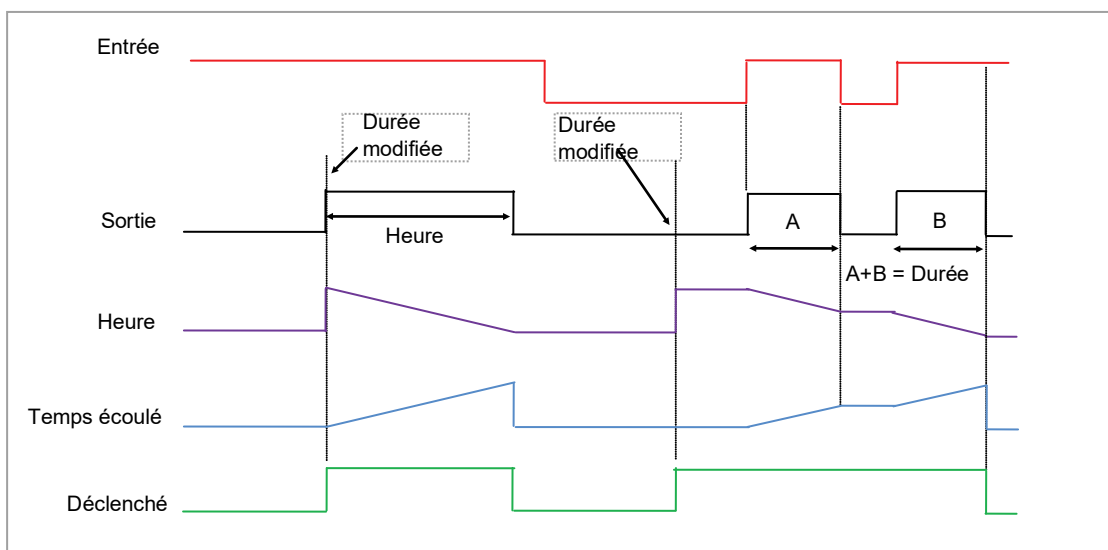 Entrée
Durée
modifiée
Durée
modifiée
Sortie
Heure
A
B
A+B = Durée
Heure
Temps écoulé
Déclenché